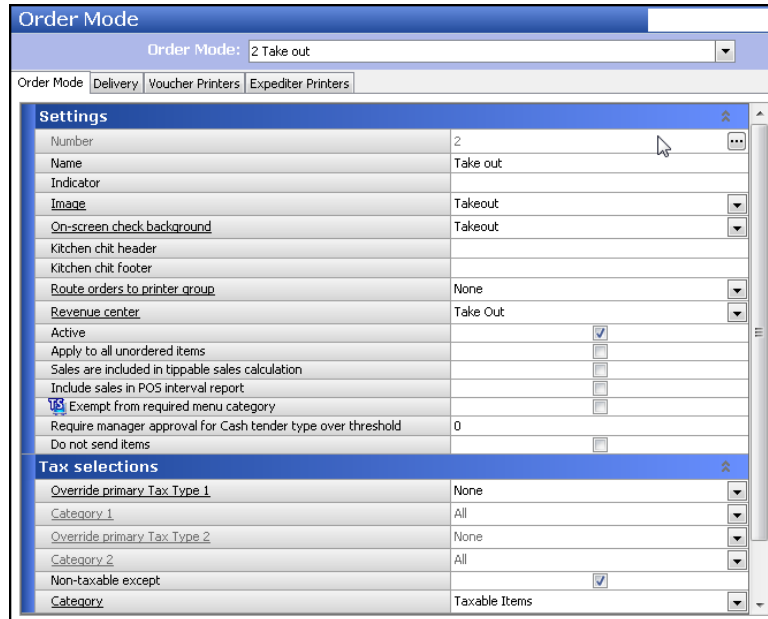 Order Mode
Order Mode: 2 Take out
Order Mode Delivery Voucher Printers Expediter Printers
Settings
Number 2
Name Take out
Indicator
Image Takeout
On-screen check background Takeout
Kitchen chit header
Kitchen chit footer
Route orders to printer group None
Revenue center Take Out
Active
Apply to all unordered items
Sales are included in tippable sales calculation
Include sales in POS interval report
TS Exempt from required menu category
Require manager approval for Cash tender type over threshold 0
Do not send items
Tax selections
Override primary Tax Type 1 None
Category 1 All
Override primary Tax Type 2 None
Category 2 All
Non-taxable except
Category Taxable Items